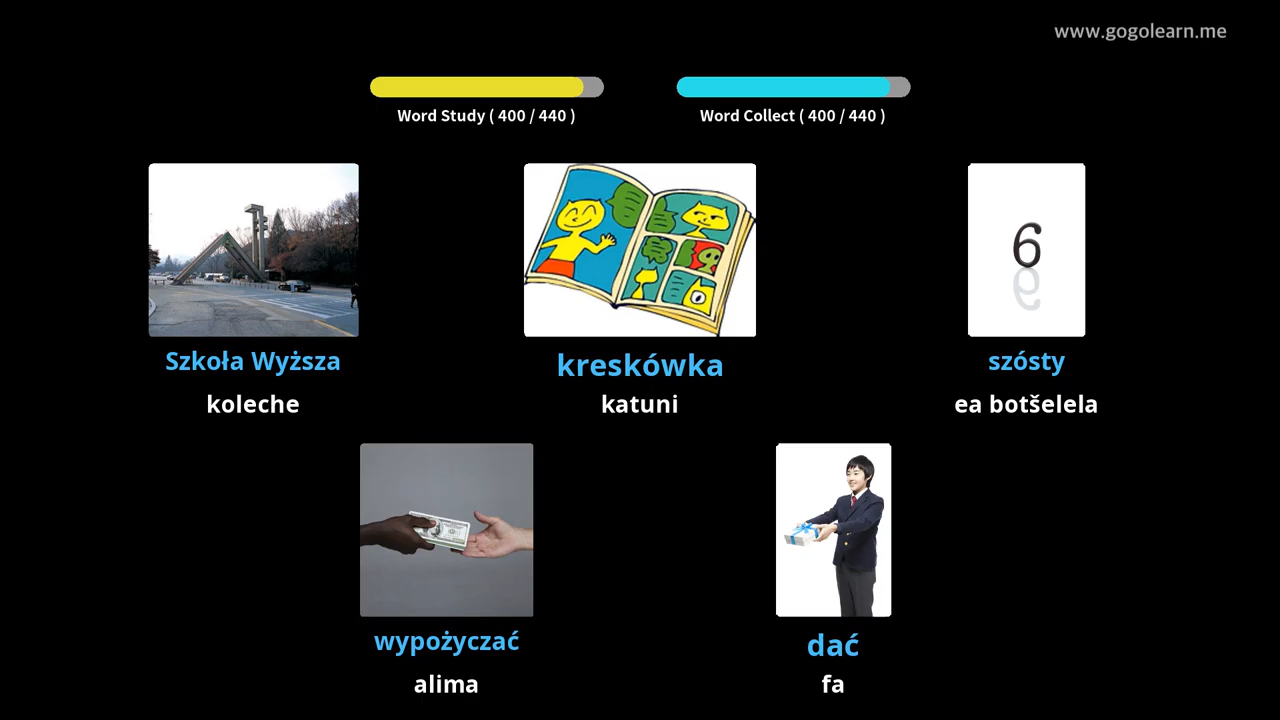 www.gogolearn.me
Word Study ( 400 / 440 )
Word Collect ( 400 / 440 )
6
Szkoła Wyższa
koleche
kreskówka
katuni
szósty
ea botšelela
wypożyczać
alima
dać
fa